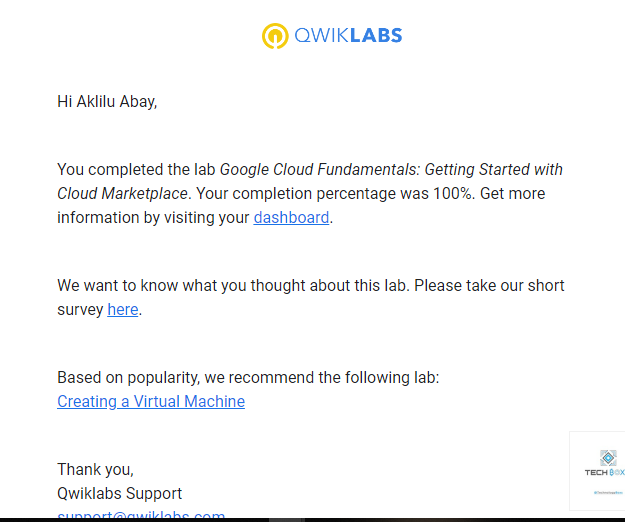 QWIKLABS
Hi Aklilu Abay,
You completed the lab Google Cloud Fundamentals: Getting Started with
Cloud Marketplace. Your completion percentage was 100%. Get more
information by visiting your dashboard.
We want to know what you thought about this lab. Please take our short
survey here.
Based on popularity, we recommend the following lab:
Creating a Virtual Machine
TECH BOX
Thank you,
Qwiklabs Support
support@qwiklabs.com